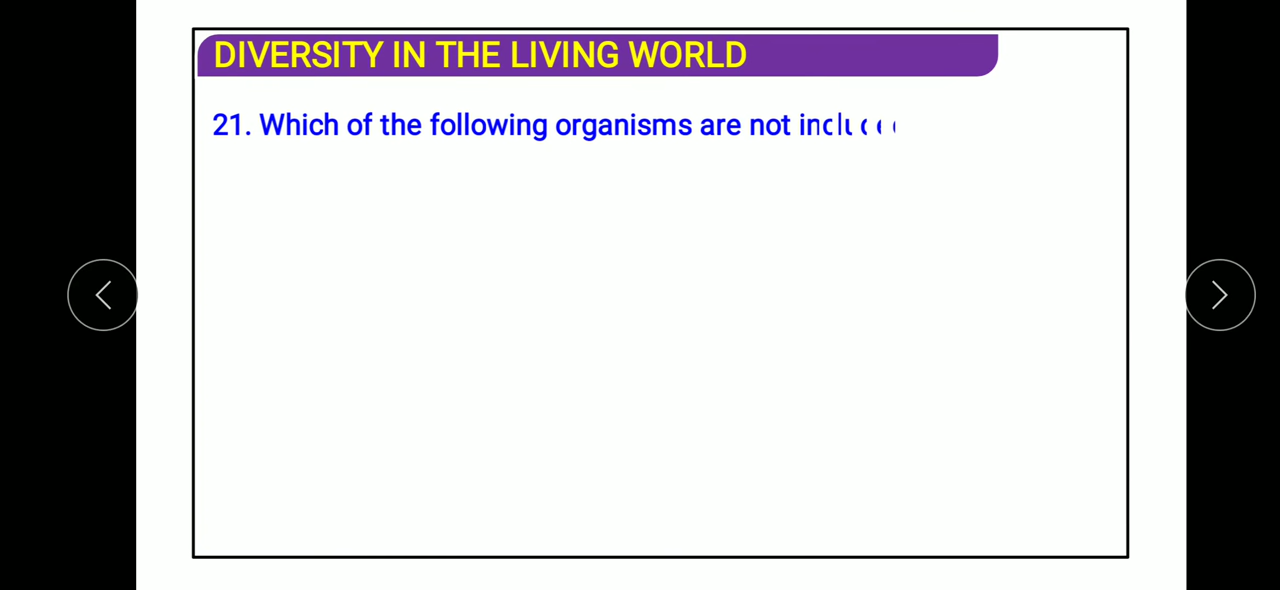 DIVERSITY IN THE LIVING WORLD
21. Which of the following organisms are not